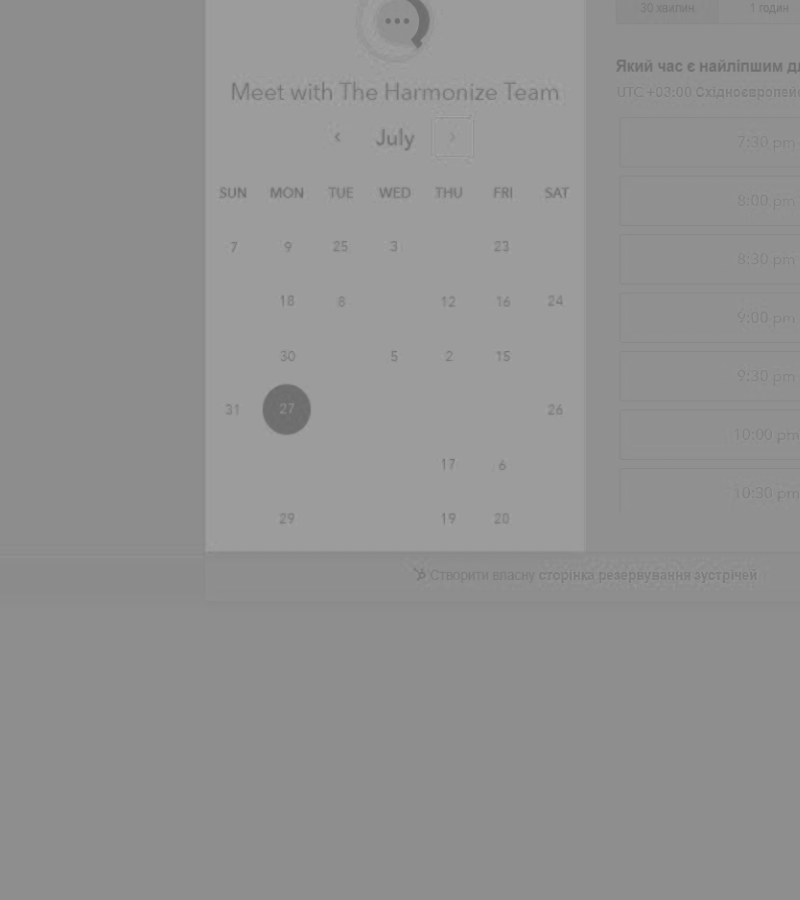 30 хвилин 1 годин
Meet with The Harmonize Team
July
SUN MON TUE WED THU FRI SAT
7 9 25 3 23
18 8 12 16 24
30 5 2 15
31 27 26
17 6
29 19 20
Який час є найліпшим
UTC +03:00 Східноєвропей
7:30 pm
8:00 pm
8:30 pm
9:00 pm
9:30 pm
10:00 pm
10:30 pm
Створити власну сторінка резервування зустрічей